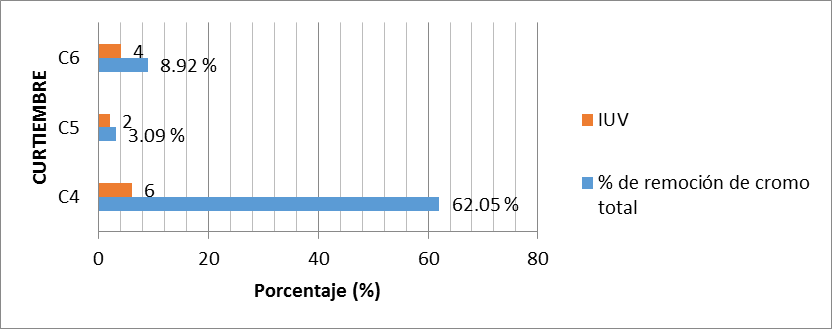 CURTIEMBRE
C6
4
8.92 %
C5
2
3.09 %
C4
6
62.05 %
0 20 40 60 80
Porcentaje (%)
IUV
% de remoción de cromo
total